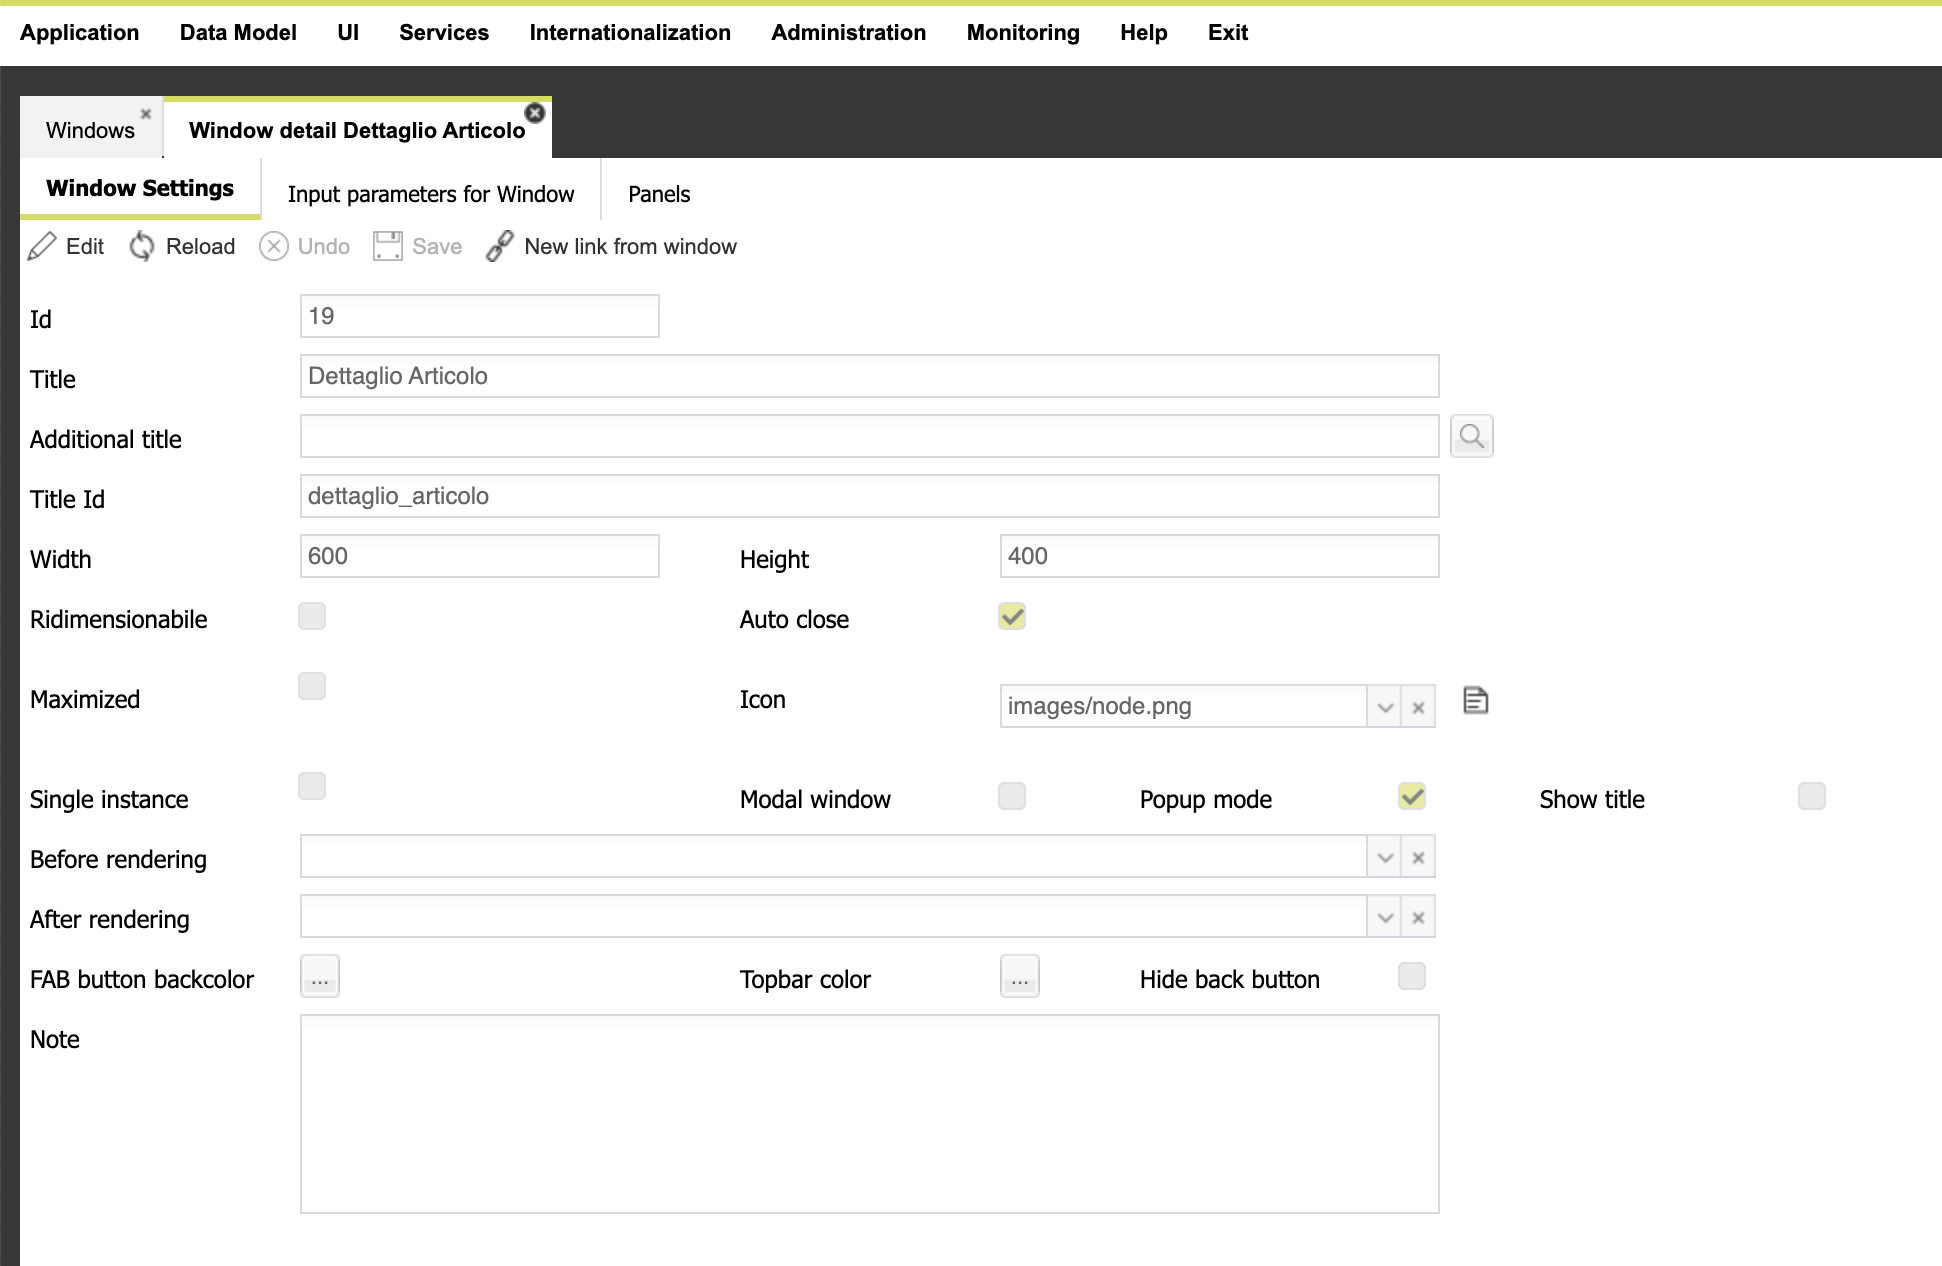 Application Data Model UI Services Internationalization Administration Monitoring Help Exit
Windows Window detail Dettaglio Articolo
Window Settings Input parameters for Window Panels
Edit Reload Undo Save New link from window
Id 19
Title Dettaglio Articolo
Additional title
Title Id dettaglio_articolo
Width 600 Height 400
Ridimensionabile Auto close
Maximized Icon images/node.png
Single instance Modal window Popup mode Show title
Before rendering
After rendering
FAB button backcolor ... Topbar color ... Hide back button
Note